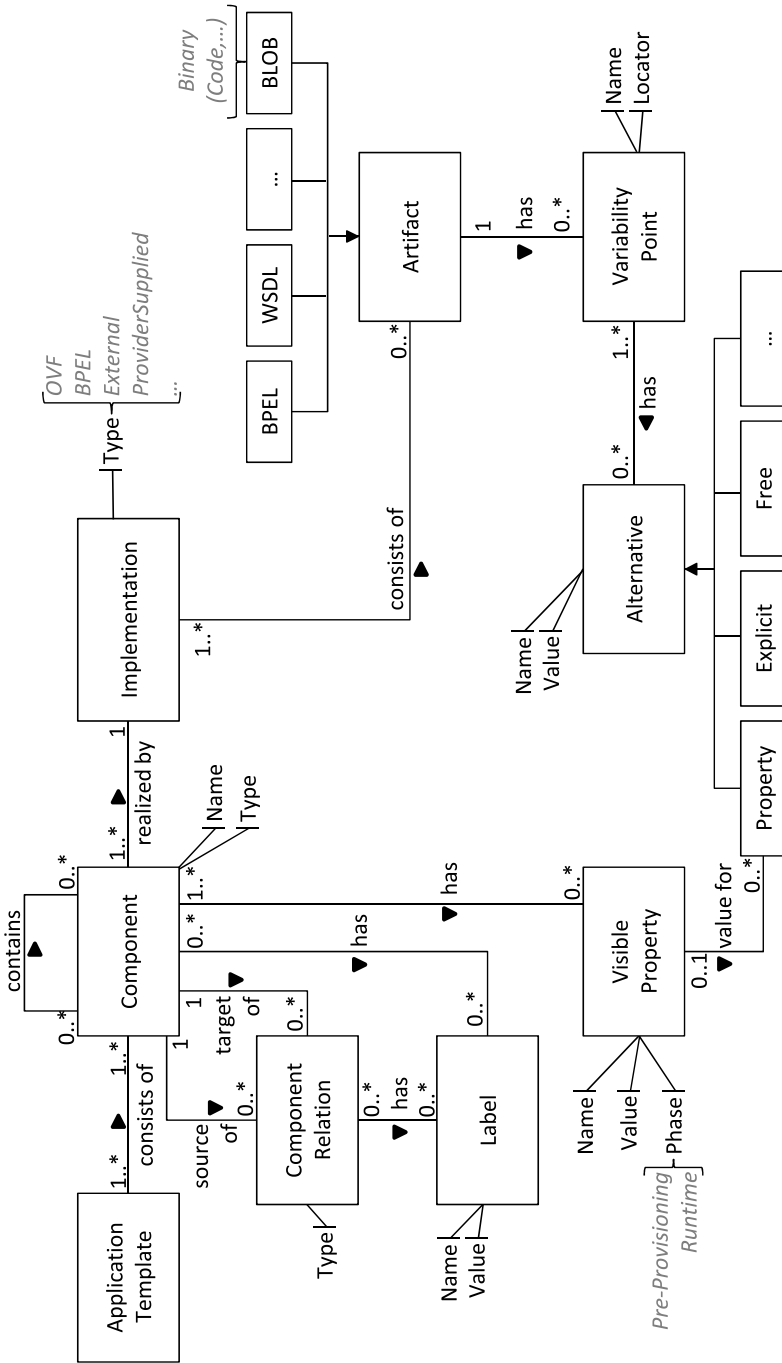 Application
Template
1..*
consists of
1..*
contains
0..*
0..*
Component
Name
Type
1..*
realized by
1
Implementation
Type
OVF
BPEL
External
ProviderSupplied
...
1
source
of
0..*
1
target
of
0..*
Component
Relation
Type
0..*
has
0..*
Label
Name
Value
0..*
has
0..*
1..*
has
0..*
Visible
Property
Name
Value
Phase
Pre-Provisioning
Runtime
0..1
value for
0..*
1..*
consists of
0..*
BPEL
WSDL
...
BLOB
Binary
(Code,...)
Artifact
1
has
0..*
Variability
Point
Name
Locator
1..*
has
0..*
Alternative
Name
Value
Property
Explicit
Free
...